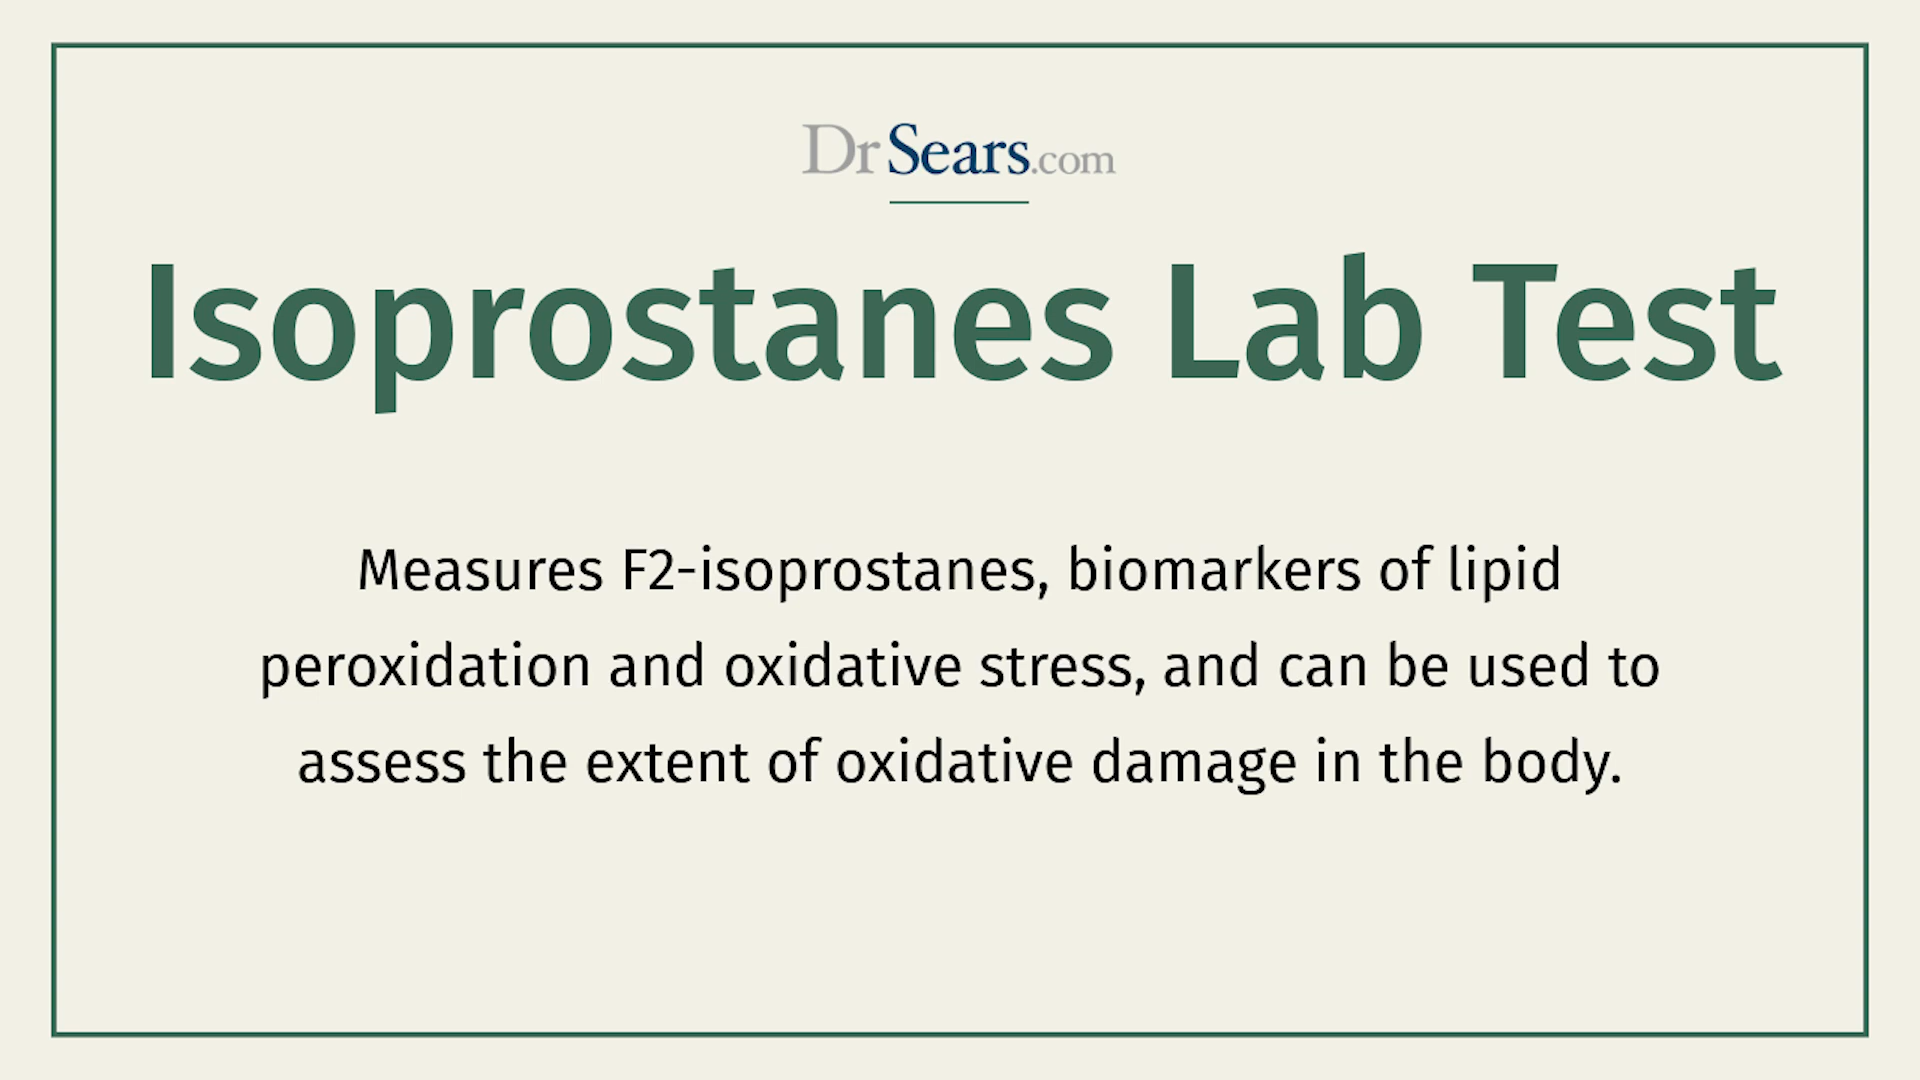 DrSears.com
Isoprostanes Lab Test
Measures F2-isoprostanes, biomarkers of lipid
peroxidation and oxidative stress, and can be used to
assess the extent of oxidative damage in the body.